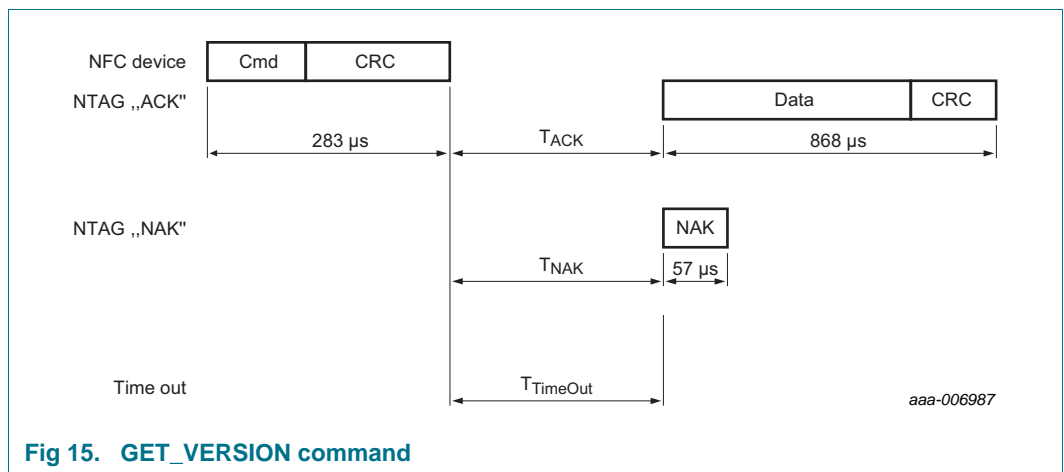 NFC device Cmd CRC
NTAG ,,ACK" Data CRC
283 µs TACK 868 µs
NTAG ,,NAK" NAK
TNAK 57 µs
Time out TTimeOut aaa-006987
Fig 15. GET_VERSION command